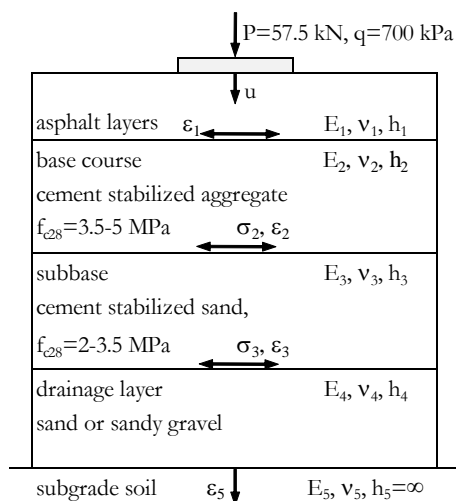 P=57.5 kN, q=700 kPa
u
asphalt layers ε₁ E₁, ν₁, h₁
base course E₂, ν₂, h₂
cement stabilized aggregate
f_c28=3.5-5 MPa σ₂, ε₂
subbase E₃, ν₃, h₃
cement stabilized sand,
f_c28=2-3.5 MPa σ₃, ε₃
drainage layer E₄, ν₄, h₄
sand or sandy gravel
subgrade soil ε₅ E₅, ν₅, h₅=∞